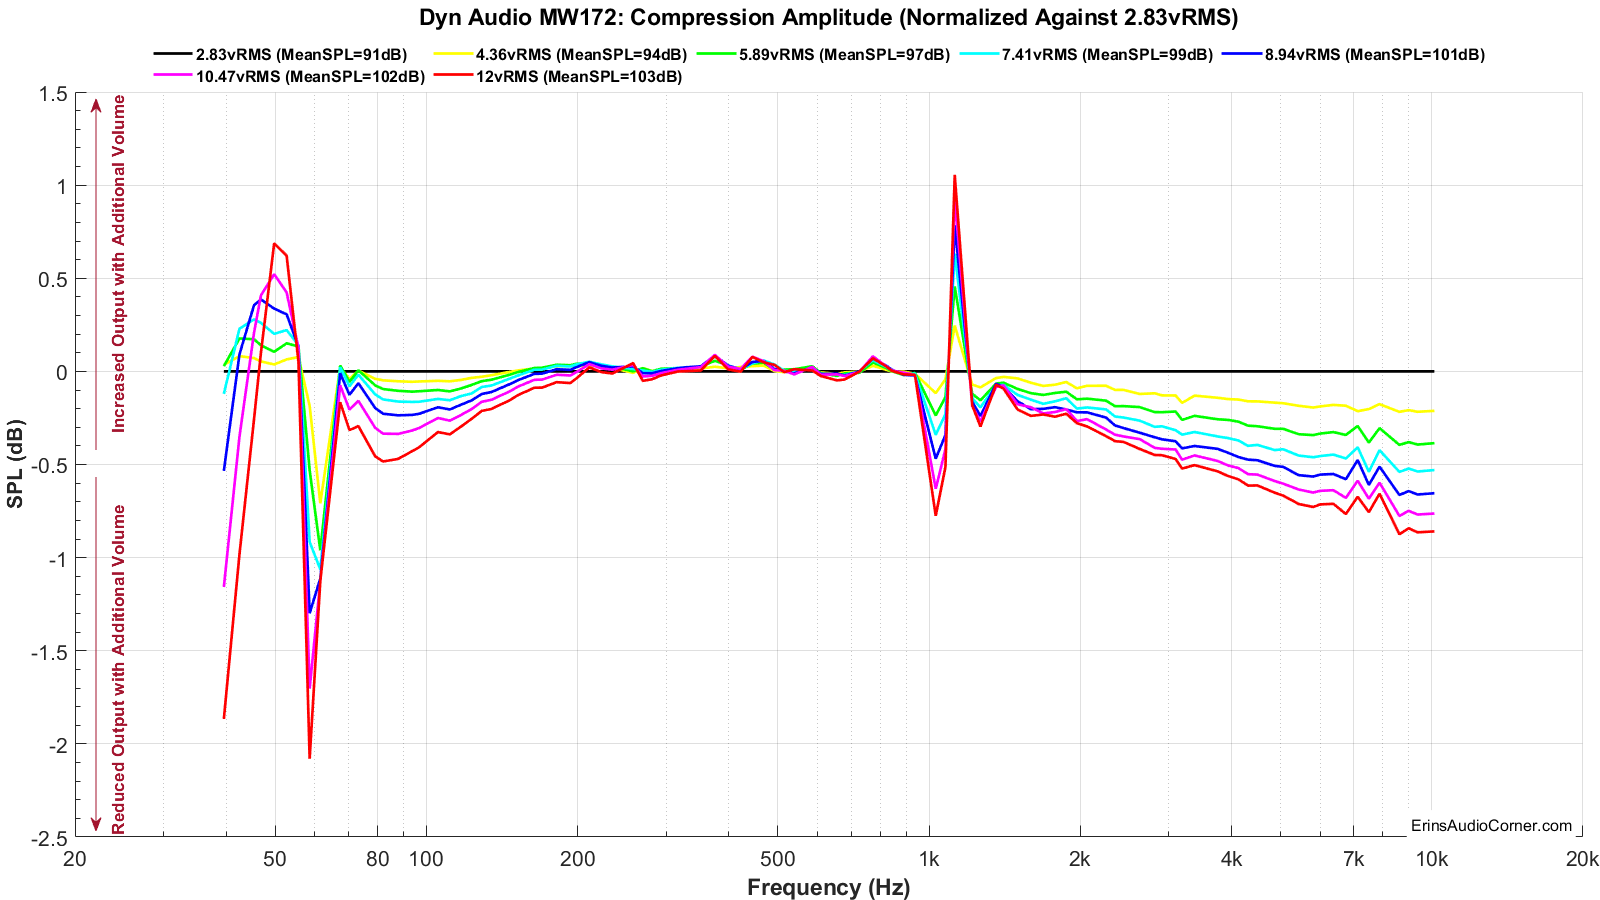 Dyn Audio MW172: Compression Amplitude (Normalized Against 2.83vRMS)
2.83vRMS (MeanSPL=91dB) 4.36vRMS (MeanSPL=94dB) 5.89vRMS (MeanSPL=97dB) 7.41vRMS (MeanSPL=99dB) 8.94vRMS (MeanSPL=101dB)
10.47vRMS (MeanSPL=102dB) 12vRMS (MeanSPL=103dB)
1.5
1
0.5
0
-0.5
-1
-1.5
-2
-2.5
SPL (dB)
Increased Output with Additional Volume
Reduced Output with Additional Volume
ErinsAudioCorner.com
20 50 80 100 200 500 1k 2k 4k 7k 10k 20k
Frequency (Hz)